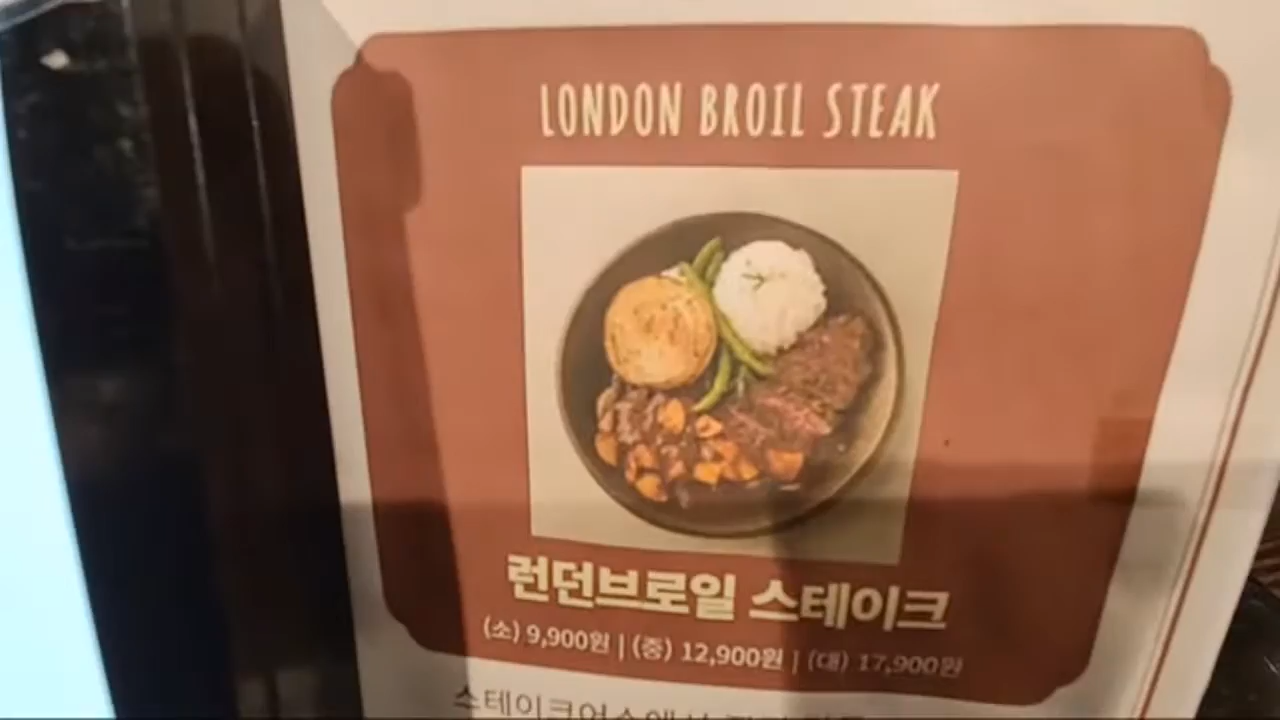 LONDON BROIL STEAK
런던브로일 스테이크
(소) 9,900원 | (중) 12,900원 | (대) 17,900원